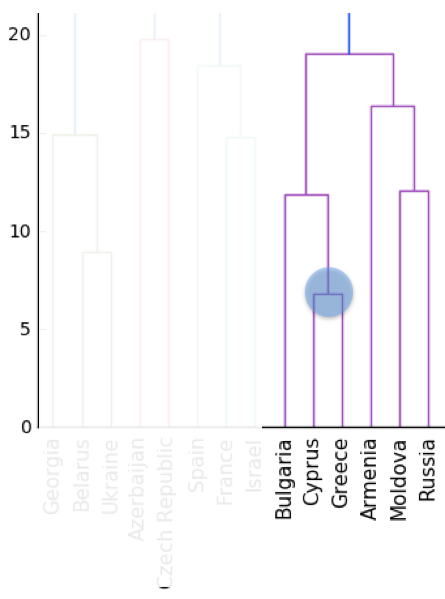 20
15
10
5
0
Georgia
Belarus
Ukraine
Azerbaijan
Czech Republic
Spain
France
Israel
Bulgaria
Cyprus
Greece
Armenia
Moldova
Russia